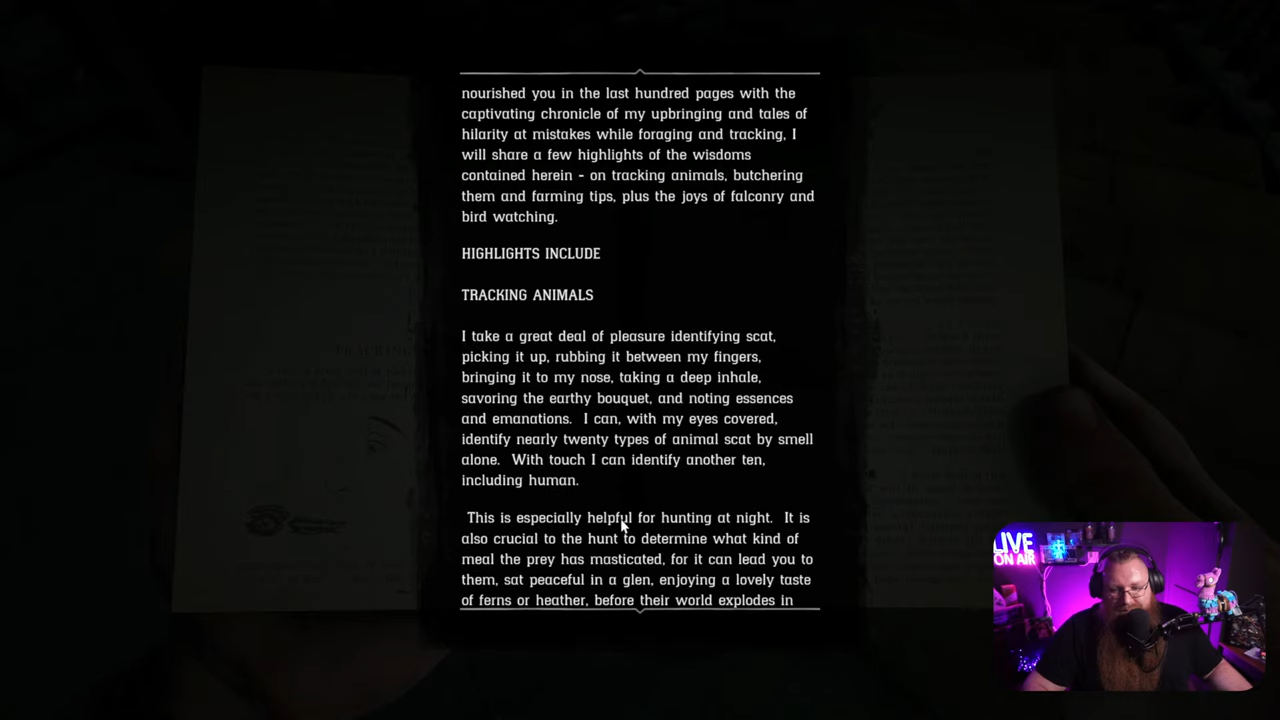 nourished you in the last hundred pages with the
captivating chronicle of my upbringing and tales of
hilarity at mistakes while foraging and tracking, I
will share a few highlights of the wisdoms
contained herein - on tracking animals, butchering
them and farming tips, plus the joys of falconry and
bird watching.
HIGHLIGHTS INCLUDE
TRACKING ANIMALS
I take a great deal of pleasure identifying scat,
picking it up, rubbing it between my fingers,
bringing it to my nose, taking a deep inhale,
savoring the earthy bouquet, and noting essences
and emanations.  I can, with my eyes covered,
identify nearly twenty types of animal scat by smell
alone.  With touch I can identify another ten,
including human.
This is especially helpful for hunting at night.  It is
also crucial to the hunt to determine what kind of
meal the prey has masticated, for it can lead you to
them, sat peaceful in a glen, enjoying a lovely taste
of ferns or heather, before their world explodes in
LIVE
ON AIR